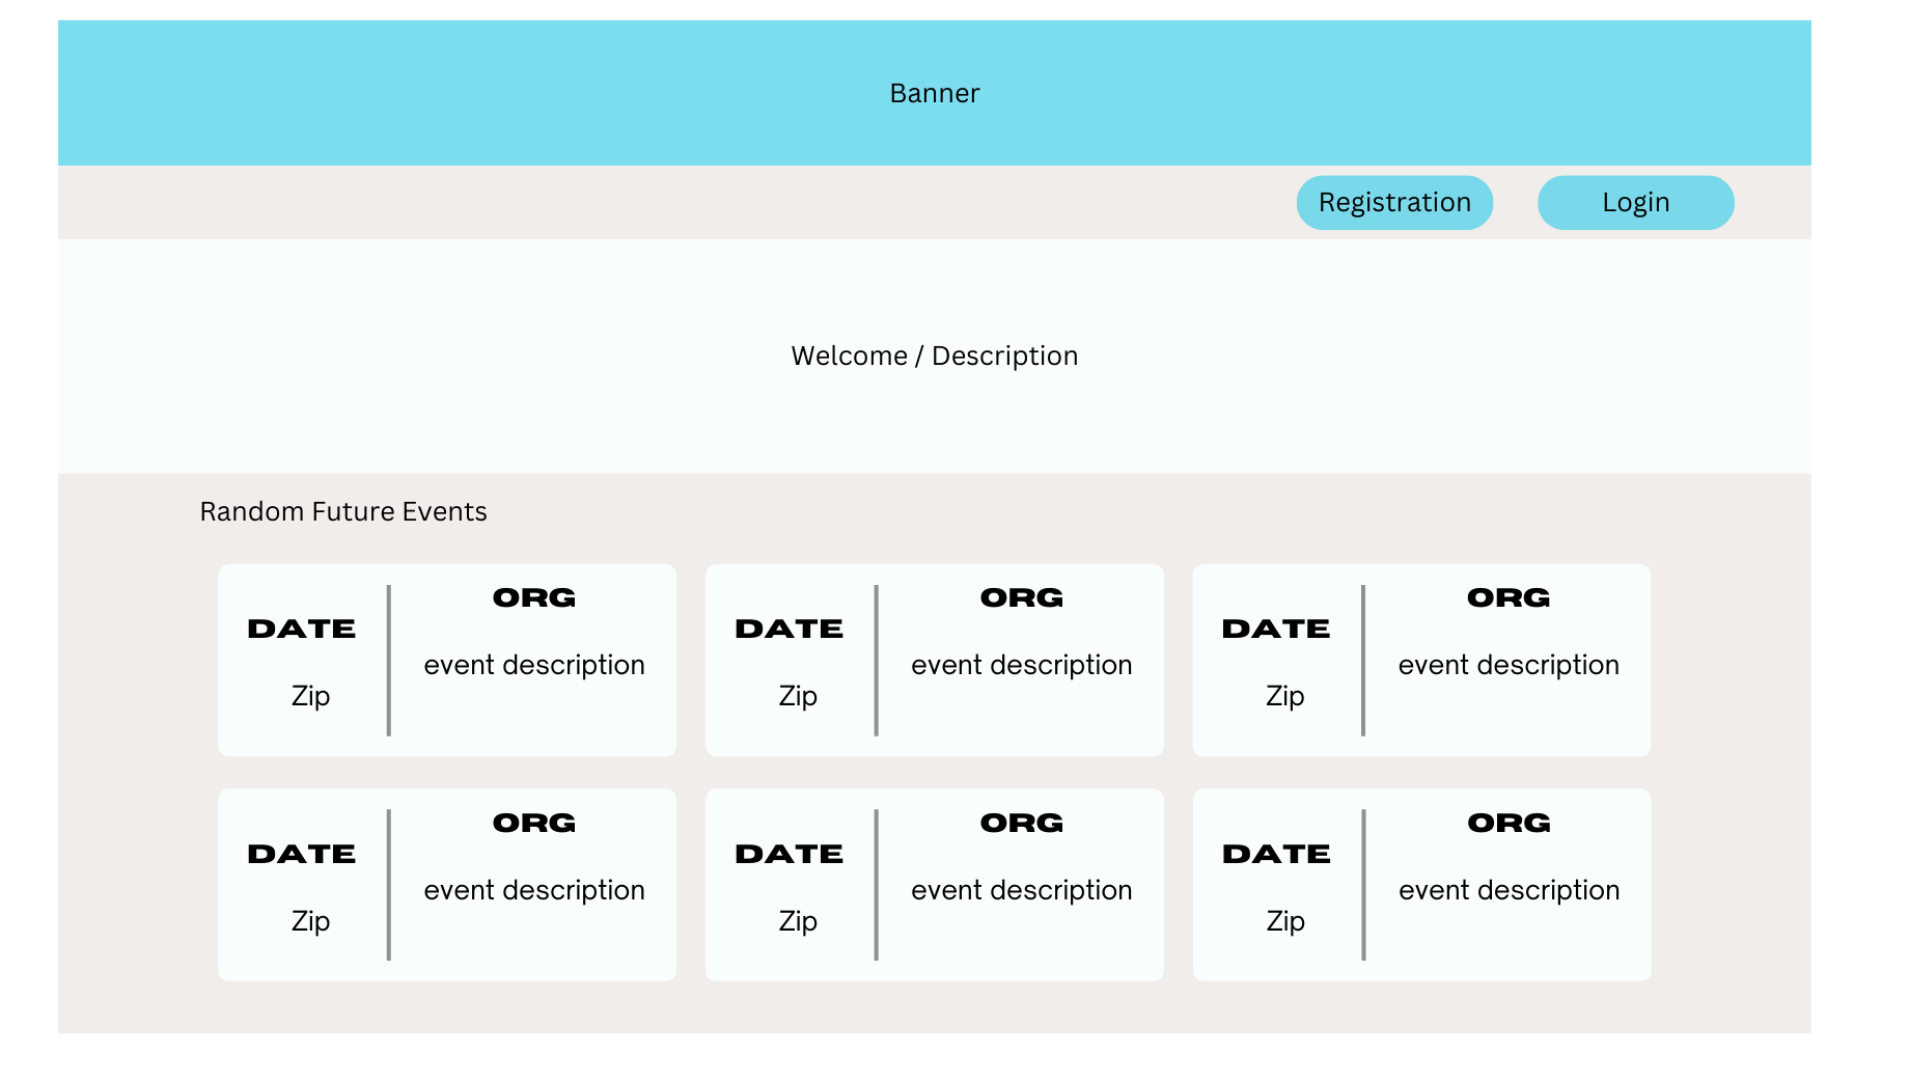 Banner
Registration
Login
Welcome / Description
Random Future Events
DATE
Zip
ORG
event description
DATE
Zip
ORG
event description
DATE
Zip
ORG
event description
DATE
Zip
ORG
event description
DATE
Zip
ORG
event description
DATE
Zip
ORG
event description